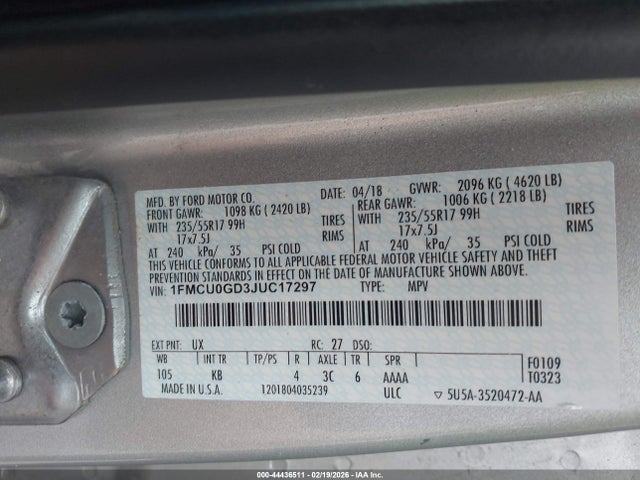 MFD. BY FORD MOTOR CO. DATE: 04/18 GVWR: 2096 KG ( 4620 LB)
FRONT GAWR: 1098 KG ( 2420 LB) REAR GAWR: 1006 KG ( 2218 LB)
WITH 235/55R17 99H TIRES WITH 235/55R17 99H TIRES
17x7.5J RIMS 17x7.5J RIMS
AT 240 kPa/ 35 PSI COLD AT 240 kPa/ 35 PSI COLD
THIS VEHICLE CONFORMS TO ALL APPLICABLE FEDERAL MOTOR VEHICLE SAFETY AND THEFT
PREVENTION STANDARDS IN EFFECT ON THE DATE OF MANUFACTURE SHOWN ABOVE.
VIN: 1FMCU0GD3JUC17297 TYPE: MPV
EXT PNT: UX RC: 27 DSO: F0109
WB INT TR TP/PS R AXLE TR SPR T0323
105 KB 4 3C 6 AAAA
MADE IN U.S.A. 1201804035239 ULC ▽ 5U5A-3520472-AA
000-44436511 - 02/19/2026 - IAA Inc.